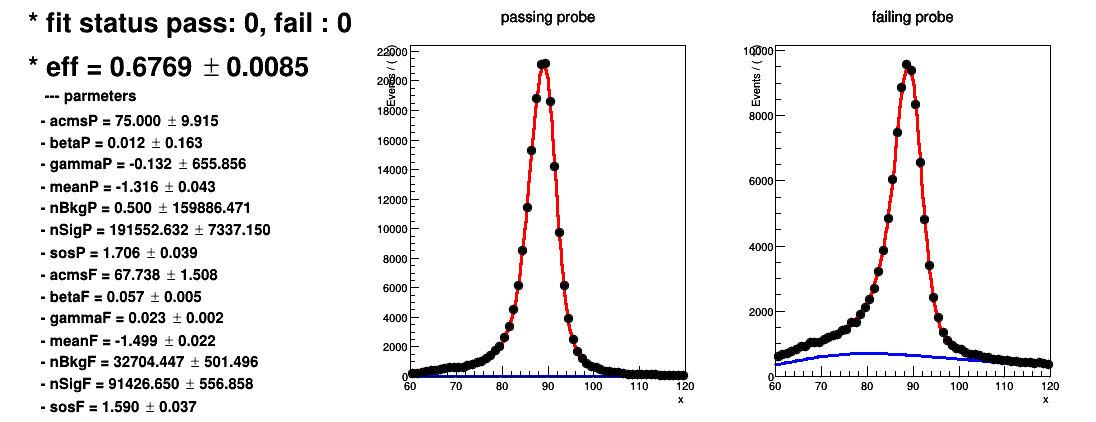 * fit status pass: 0, fail : 0
* eff = 0.6769 ± 0.0085
--- parmeters
- acmsP = 75.000 ± 9.915
- betaP = 0.012 ± 0.163
- gammaP = -0.132 ± 655.856
- meanP = -1.316 ± 0.043
- nBkgP = 0.500 ± 159886.471
- nSigP = 191552.632 ± 7337.150
- sosP = 1.706 ± 0.039
- acmsF = 67.738 ± 1.508
- betaF = 0.057 ± 0.005
- gammaF = 0.023 ± 0.002
- meanF = -1.499 ± 0.022
- nBkgF = 32704.447 ± 501.496
- nSigF = 91426.650 ± 556.858
- sosF = 1.590 ± 0.037
passing probe
Events / (
22000
20000
18000
16000
14000
12000
10000
8000
6000
4000
2000
0
60 70 80 90 100 110 120
x
failing probe
Events / (
10000
8000
6000
4000
2000
0
60 70 80 90 100 110 120
x